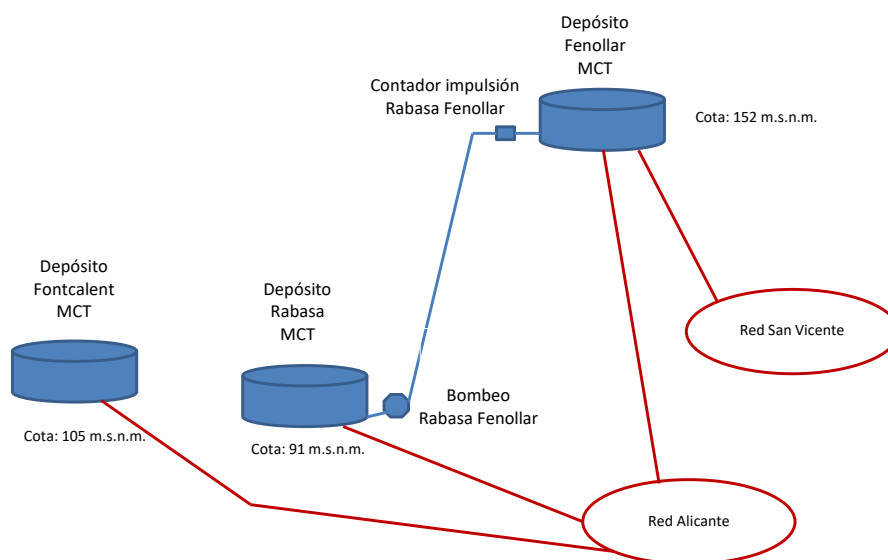 Depósito
Fenollar
MCT
Contador impulsión
Rabasa Fenollar
Cota: 152 m.s.n.m.
Depósito
Fontcalent
MCT
Depósito
Rabasa
MCT
Red San Vicente
Bombeo
Rabasa Fenollar
Cota: 105 m.s.n.m.
Cota: 91 m.s.n.m.
Red Alicante